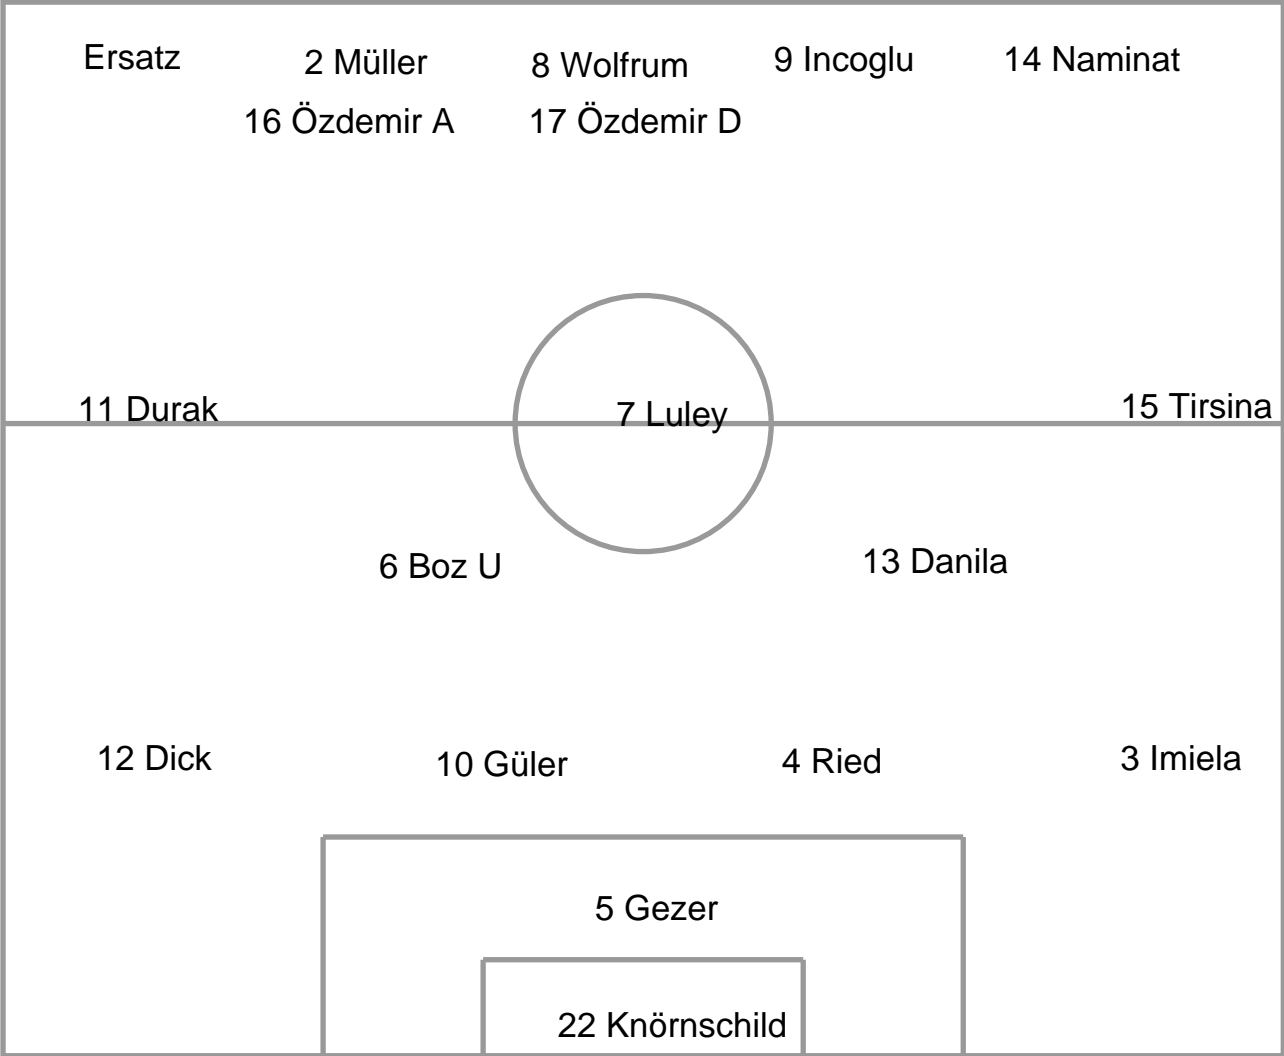 Ersatz 2 Müller 8 Wolfrum 9 Incoglu 14 Naminat
16 Özdemir A 17 Özdemir D
11 Durak 7 Luley 15 Tirsina
6 Boz U 13 Danila
12 Dick 10 Güler 4 Ried 3 Imiela
5 Gezer
22 Knörnschild